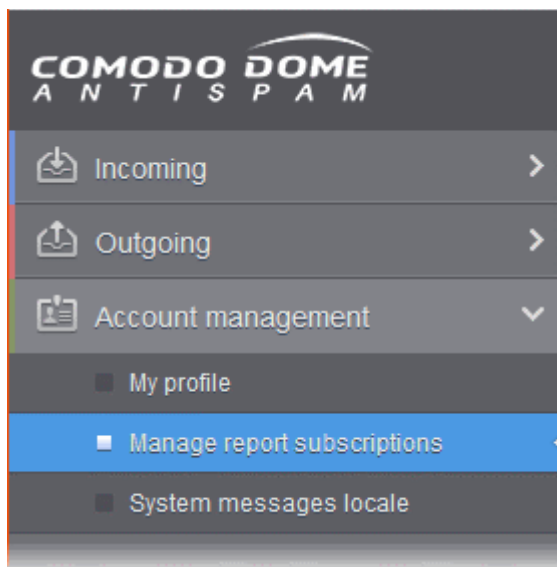 COMODO DOME
ANTISPAM
Incoming
Outgoing
Account management
My profile
Manage report subscriptions
System messages locale